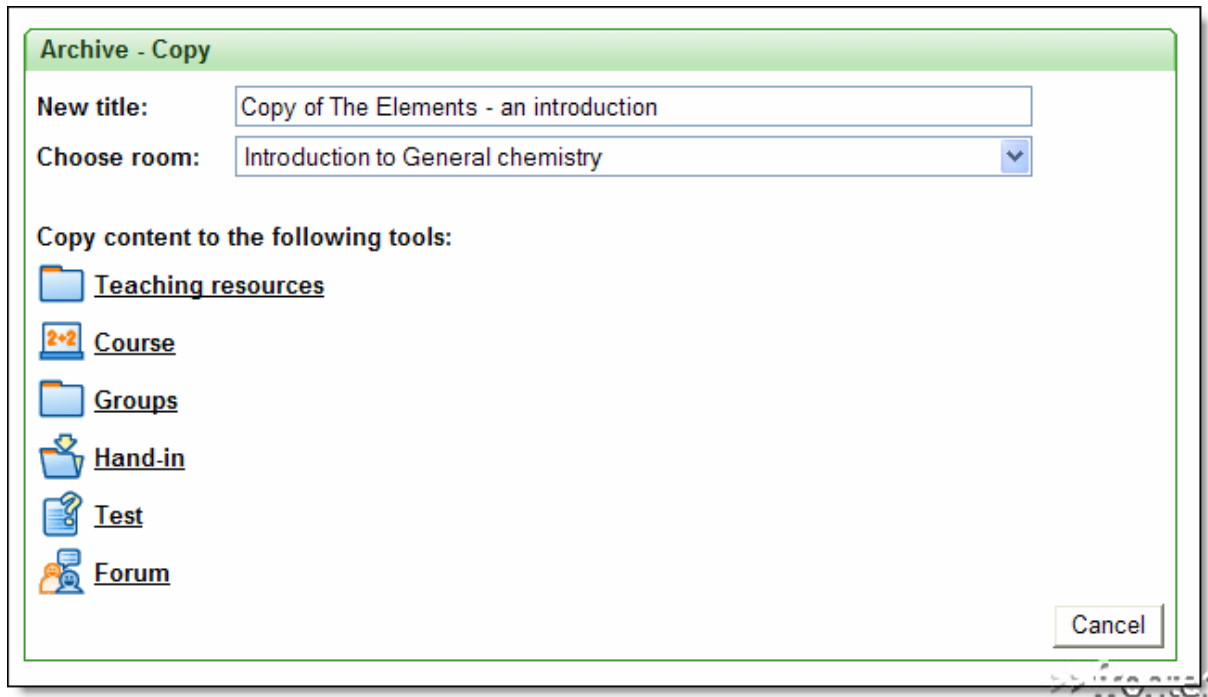 Archive - Copy
New title: Copy of The Elements - an introduction
Choose room: Introduction to General chemistry
Copy content to the following tools:
Teaching resources
2+2 Course
Groups
Hand-in
Test
Forum
Cancel